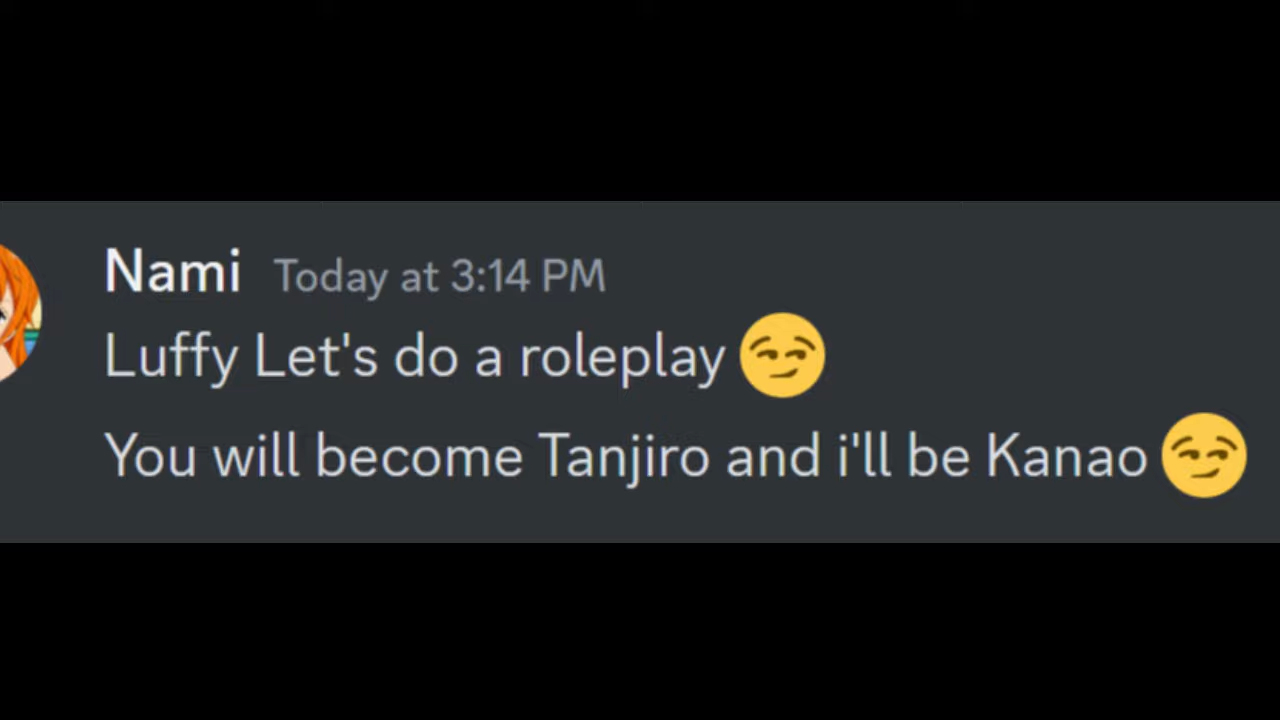 Nami Today at 3:14 PM
Luffy Let's do a roleplay 😏
You will become Tanjiro and i'll be Kanao 😏